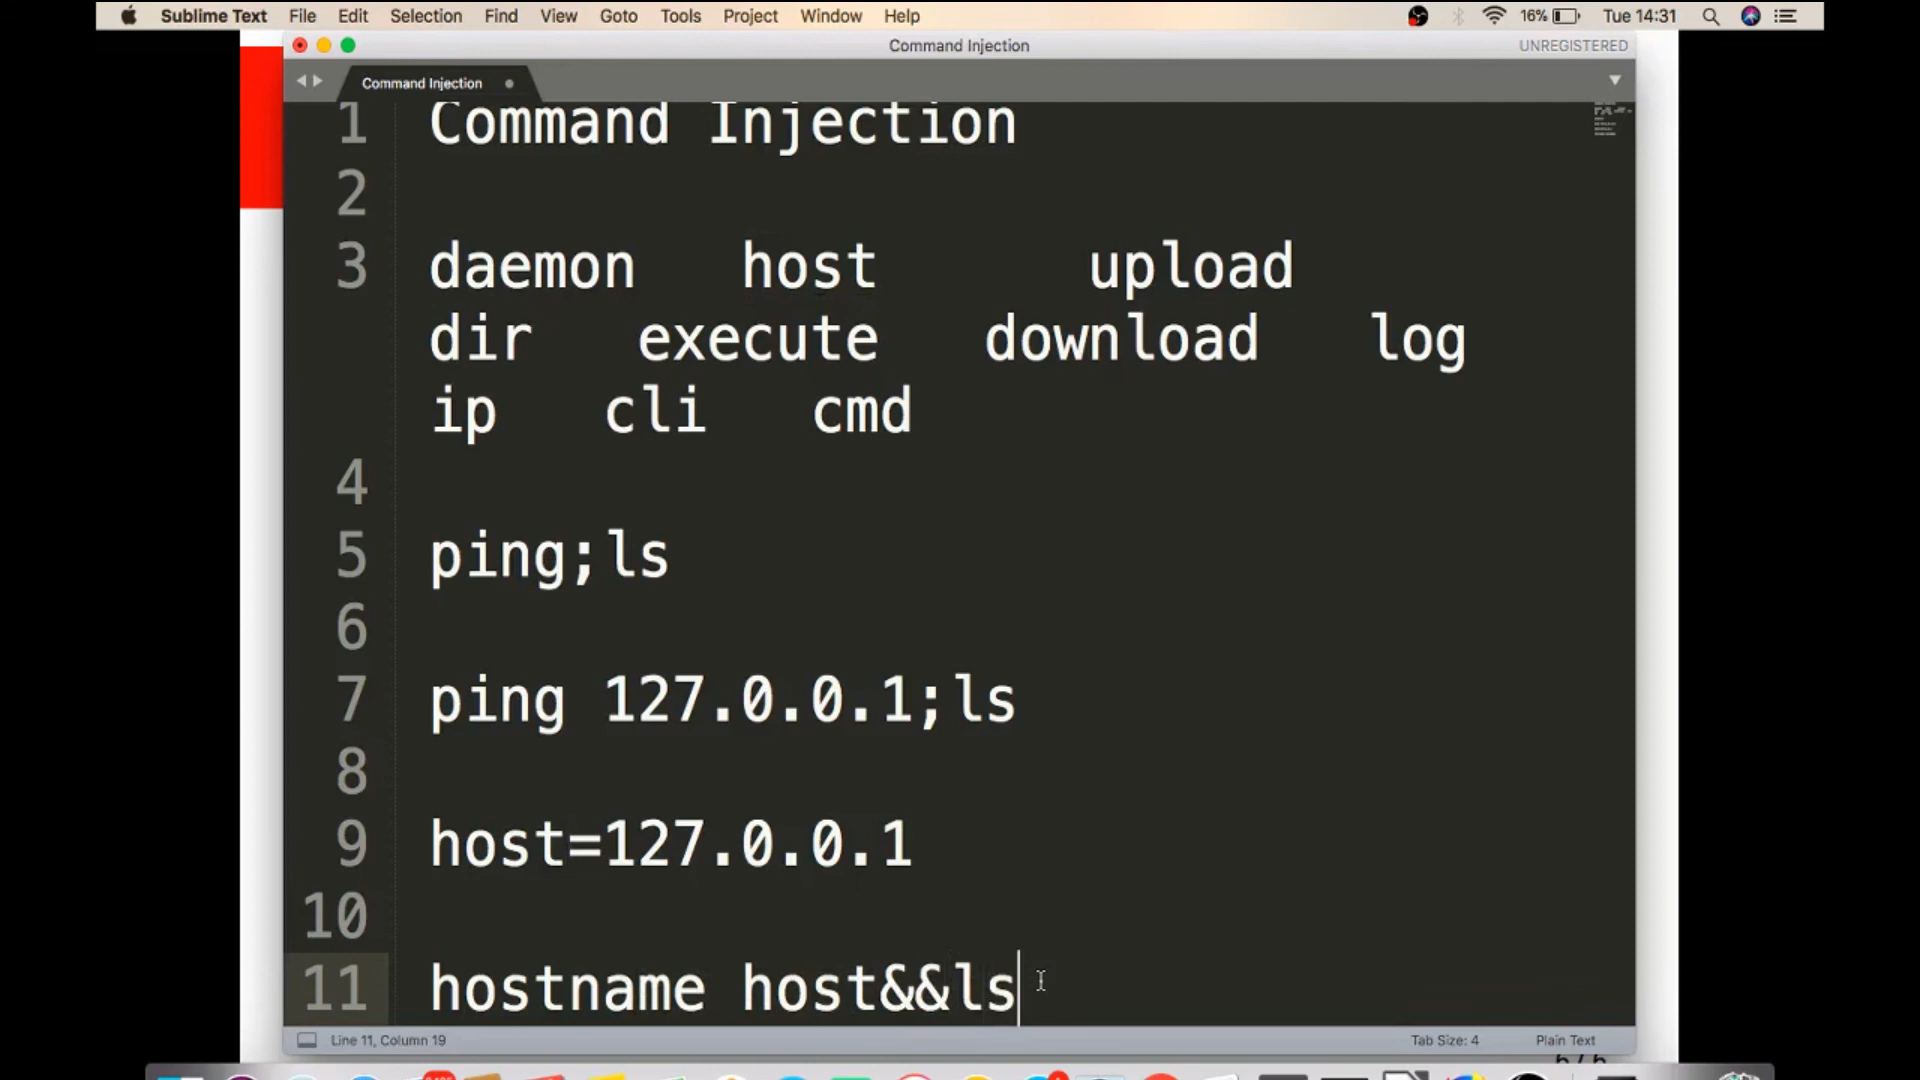 Sublime Text File Edit Selection Find View Goto Tools Project Window Help 16% Tue 14:31
Command Injection UNREGISTERED
Command Injection
1 Command Injection
2
3 daemon host upload
dir execute download log
ip cli cmd
4
5 ping;ls
6
7 ping 127.0.0.1;ls
8
9 host=127.0.0.1
10
11 hostname host&&ls
Line 11, Column 19 Tab Size: 4 Plain Text